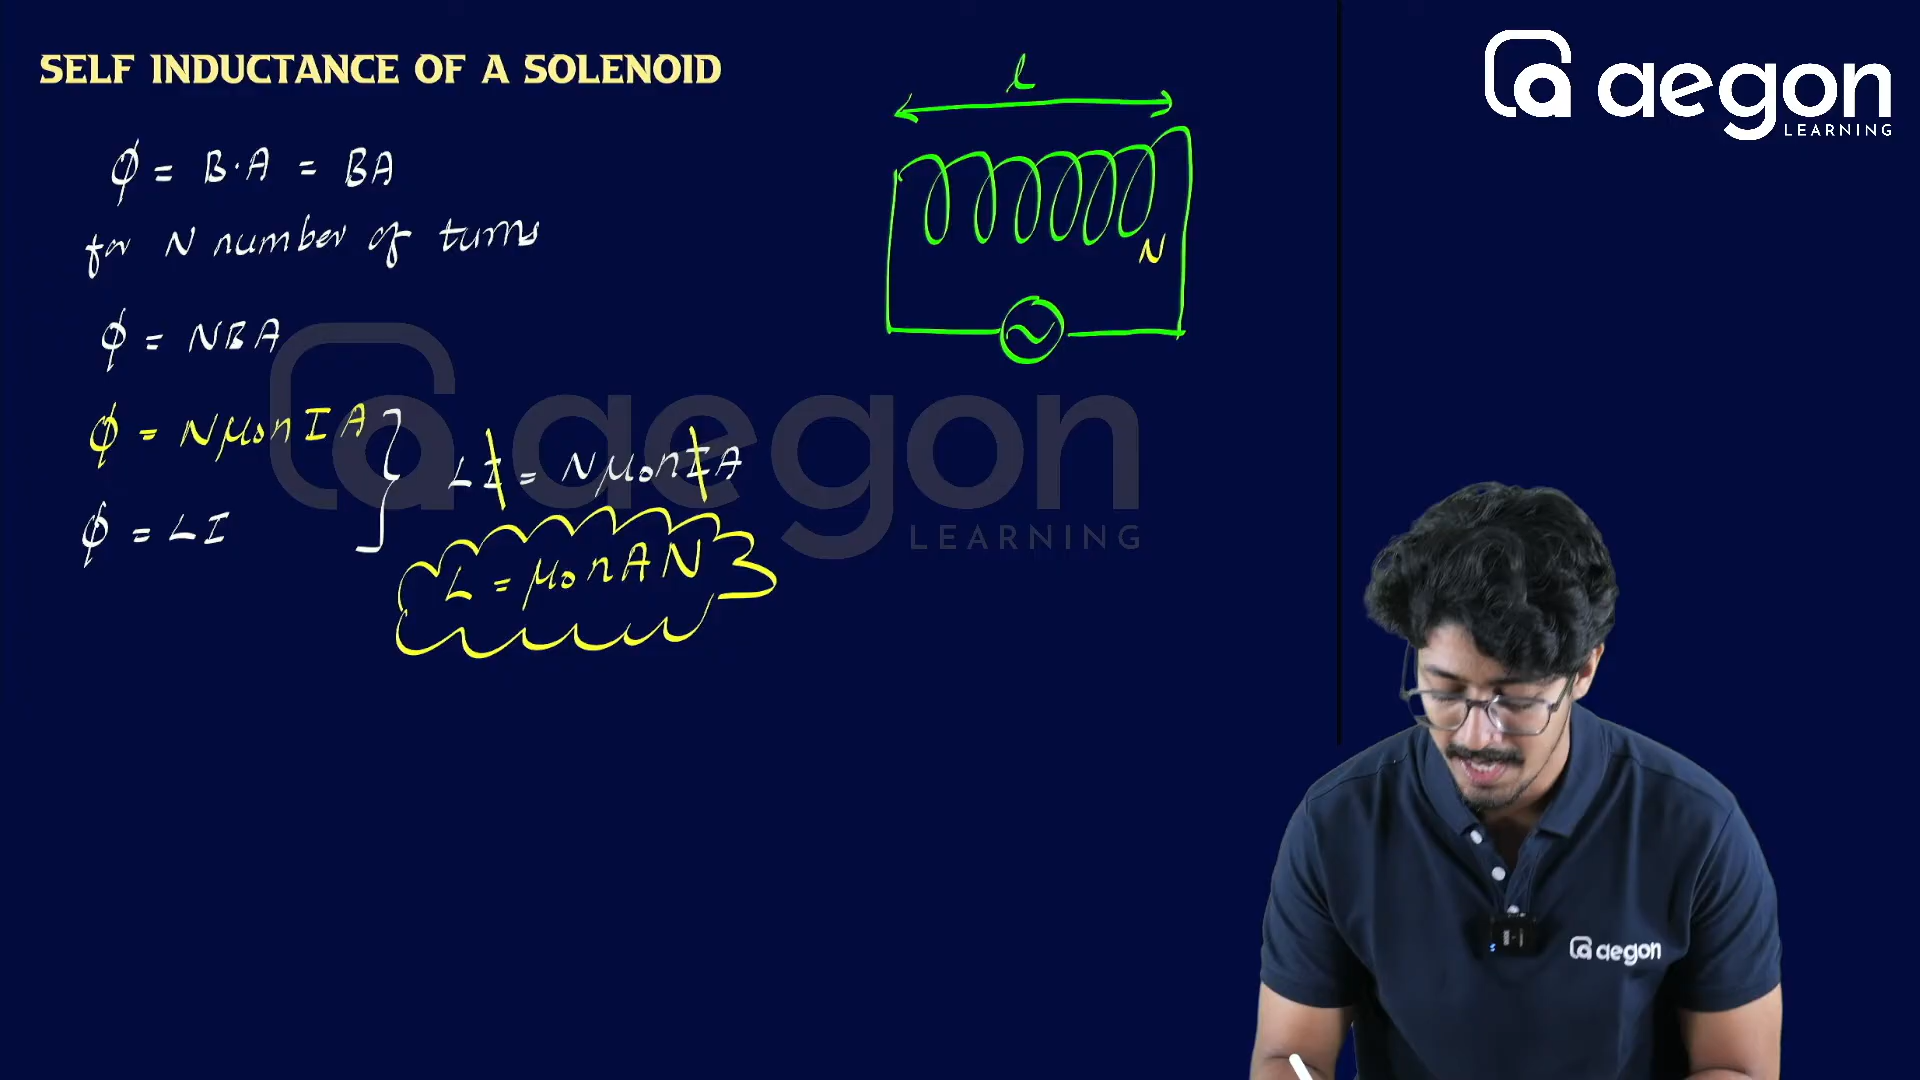 SELF INDUCTANCE OF A SOLENOID
ϕ = B·A = BA
for N number of turns
ϕ = NBA
ϕ = Nμ₀nIA
ϕ = LI
LI = Nμ₀nIA
L = μ₀nAN
l
N
aegon
LEARNING
aegon
LEARNING
aegon